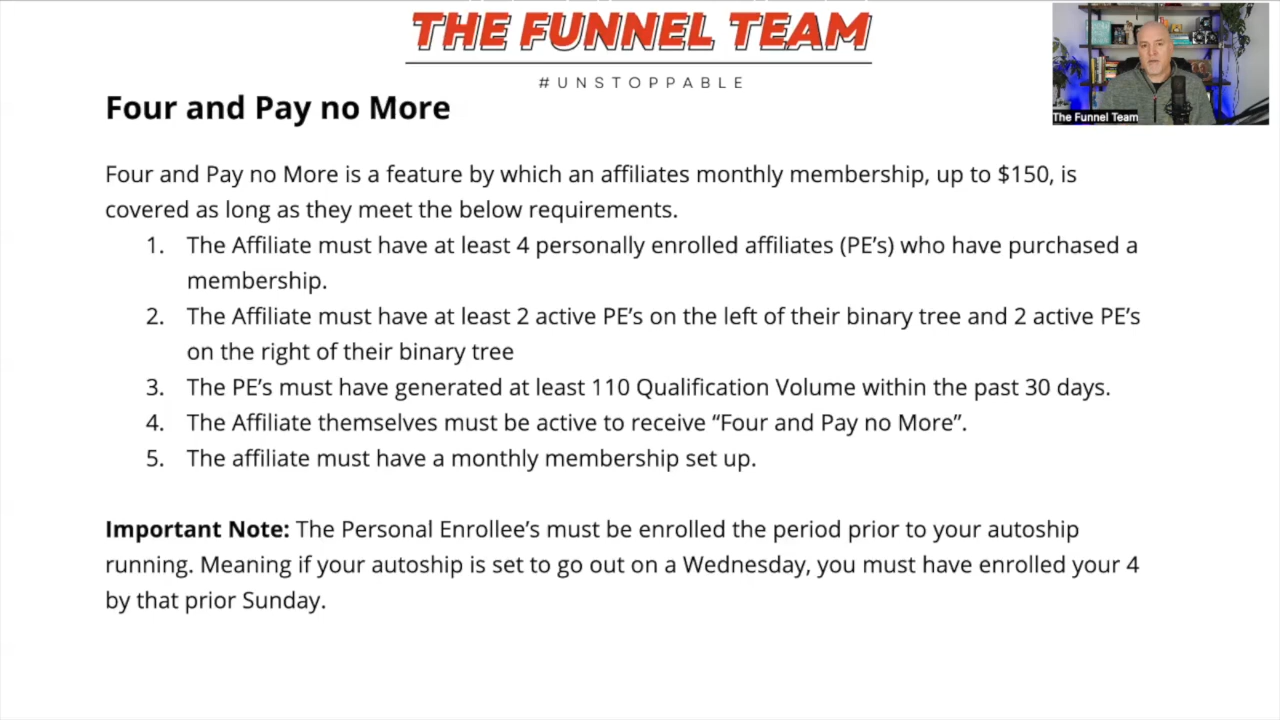 THE FUNNEL TEAM
#UNSTOPPABLE
The Funnel Team
Four and Pay no More
Four and Pay no More is a feature by which an affiliates monthly membership, up to $150, is
covered as long as they meet the below requirements.
1. The Affiliate must have at least 4 personally enrolled affiliates (PE’s) who have purchased a
membership.
2. The Affiliate must have at least 2 active PE’s on the left of their binary tree and 2 active PE’s
on the right of their binary tree
3. The PE’s must have generated at least 110 Qualification Volume within the past 30 days.
4. The Affiliate themselves must be active to receive “Four and Pay no More”.
5. The affiliate must have a monthly membership set up.
Important Note: The Personal Enrollee’s must be enrolled the period prior to your autoship
running. Meaning if your autoship is set to go out on a Wednesday, you must have enrolled your 4
by that prior Sunday.